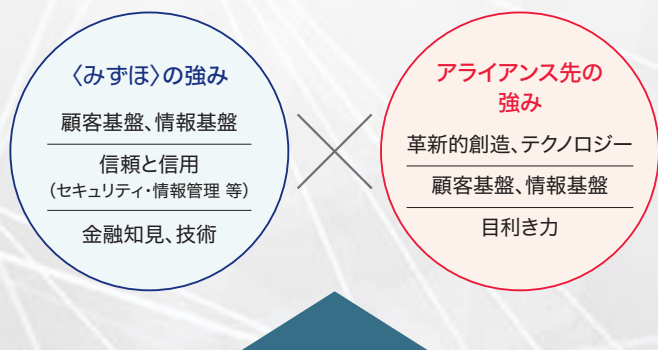 〈みずほ〉の強み
顧客基盤、情報基盤
信頼と信用
（セキュリティ・情報管理 等）
金融知見、技術
アライアンス先の
強み
革新的創造、テクノロジー
顧客基盤、情報基盤
目利き力